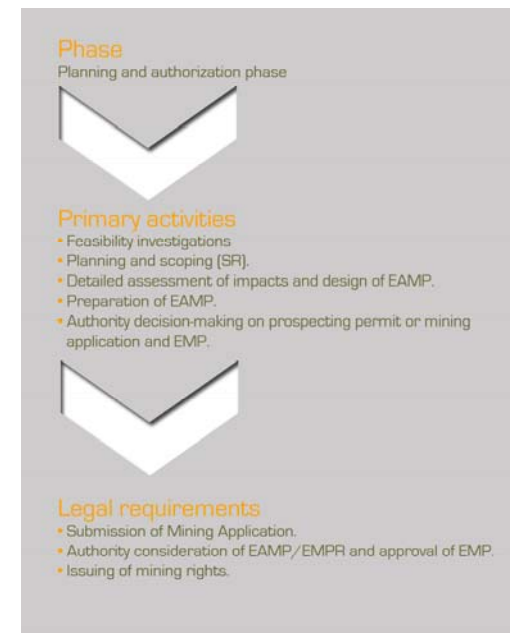 Phase
Planning and authorization phase
Primary activities
• Feasibility investigations
• Planning and scoping (SR).
• Detailed assessment of impacts and design of EAMP.
• Preparation of EAMP.
• Authority decision-making on prospecting permit or mining
application and EMP.
Legal requirements
• Submission of Mining Application.
• Authority consideration of EAMP/EMPR and approval of EMP.
• Issuing of mining rights.